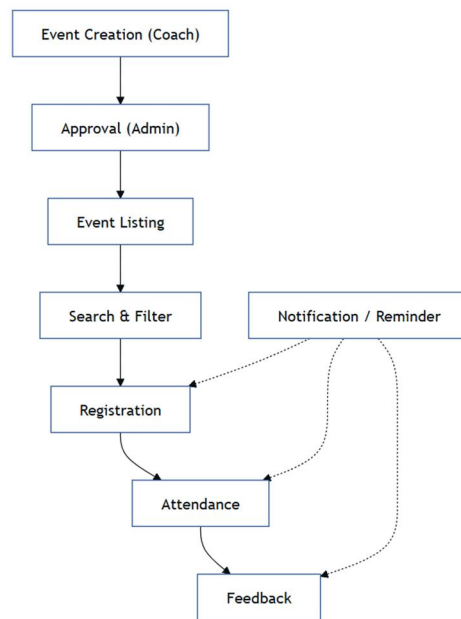 Event Creation (Coach)
Approval (Admin)
Event Listing
Search & Filter
Notification / Reminder
Registration
Attendance
Feedback